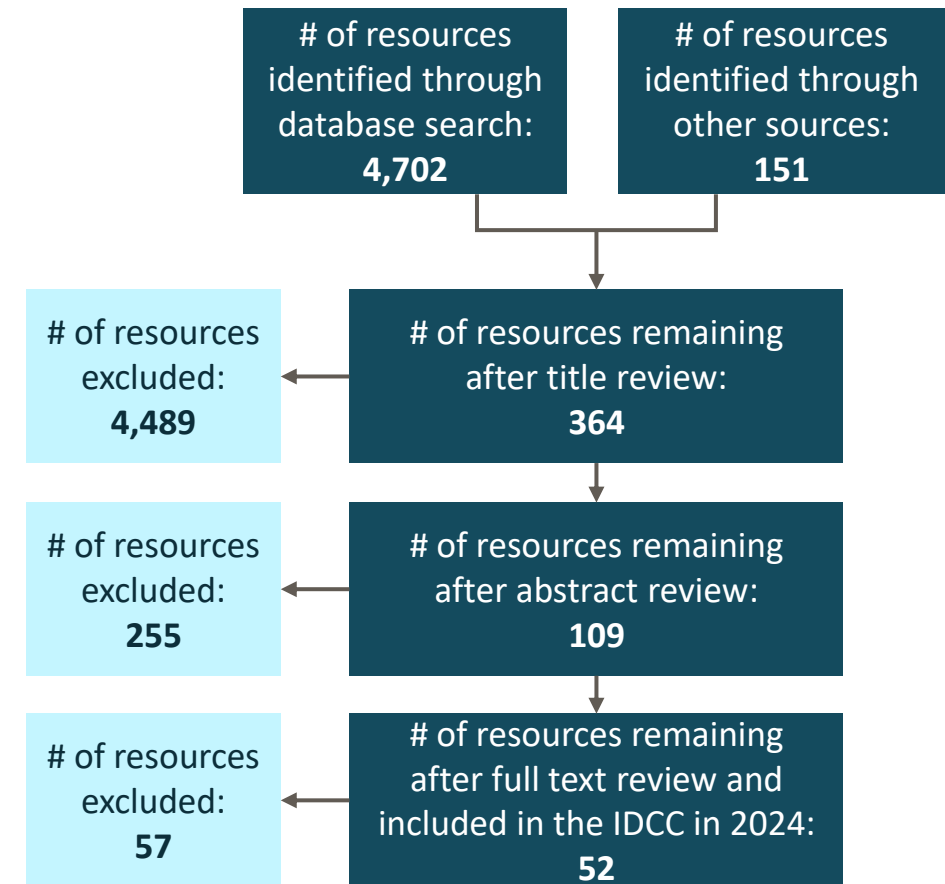 # of resources
identified through
database search:
4,702
# of resources
identified through
other sources:
151
# of resources
excluded:
4,489
# of resources remaining
after title review:
364
# of resources
excluded:
255
# of resources remaining
after abstract review:
109
# of resources
excluded:
57
# of resources remaining
after full text review and
included in the IDCC in 2024:
52